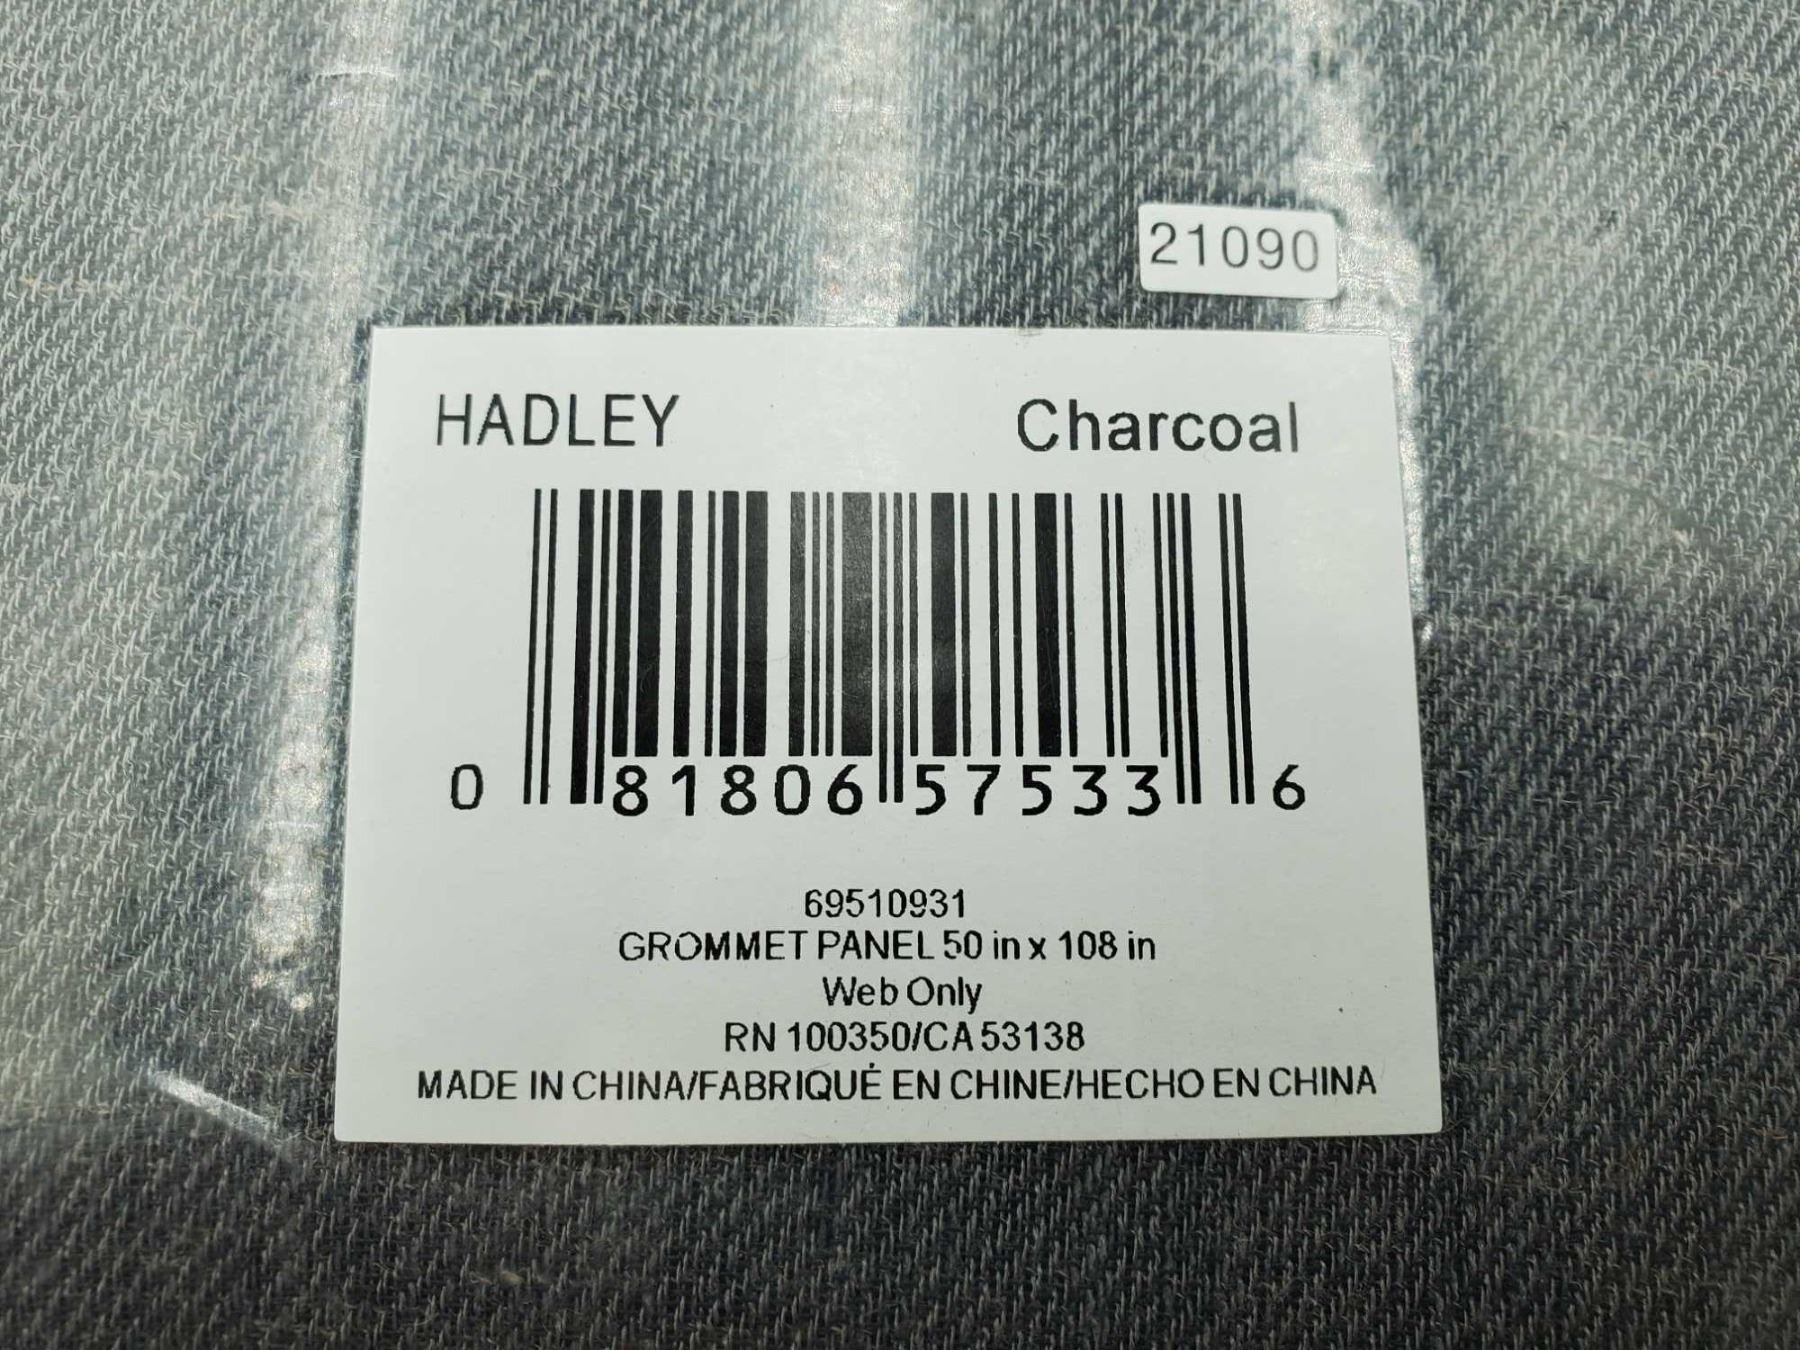 21090
HADLEY Charcoal
0 81806 57533 6
69510931
GROMMET PANEL 50 in x 108 in
Web Only
RN 100350/CA 53138
MADE IN CHINA/FABRIQUÉ EN CHINE/HECHO EN CHINA